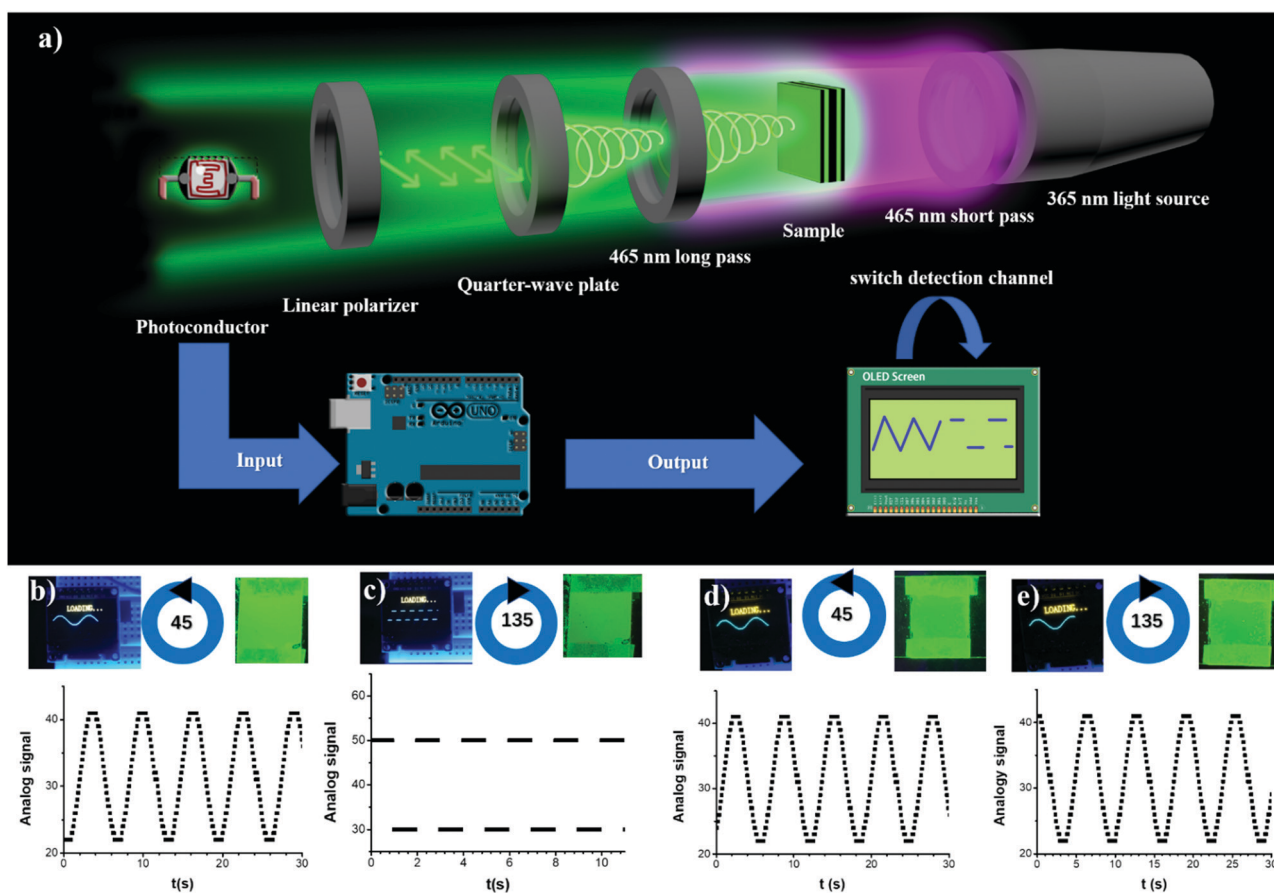 a)
365 nm light source
465 nm short pass
Sample
465 nm long pass
Quarter-wave plate
Linear polarizer
Photoconductor
switch detection channel
Input
UNO
Output
OLED Screen
b)
LOADING...
45
c)
LOADING...
135
d)
LOADING...
45
e)
LOADING...
135
Analog signal
40
30
20
0 10 20 30
t(s)
Analog signal
60
50
40
30
0 2 4 6 8 10
t(s)
Analog signal
40
30
20
0 10 20 30
t (s)
Analogy signal
40
30
20
0 5 10 15 20 25 30
t (s)